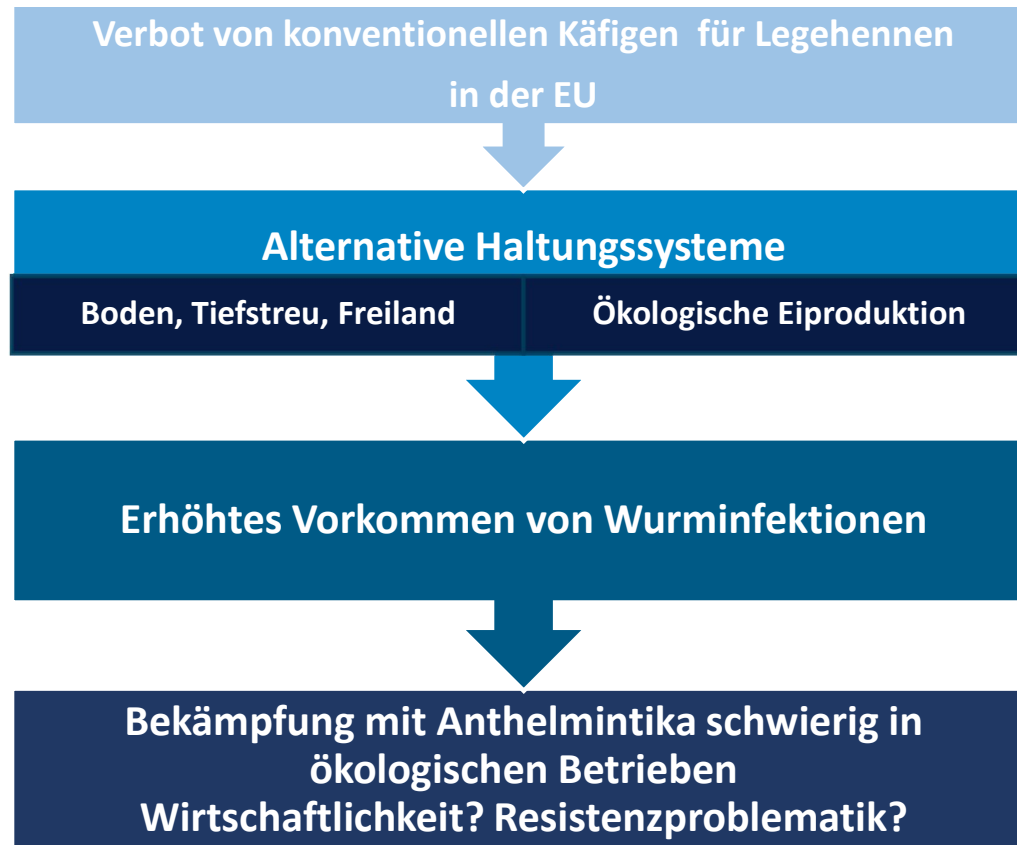 Verbot von konventionellen Käfigen für Legehennen
in der EU
Alternative Haltungssysteme
Boden, Tiefstreu, Freiland
Ökologische Eiproduktion
Erhöhtes Vorkommen von Wurminfektionen
Bekämpfung mit Anthelmintika schwierig in
ökologischen Betrieben
Wirtschaftlichkeit? Resistenzproblematik?